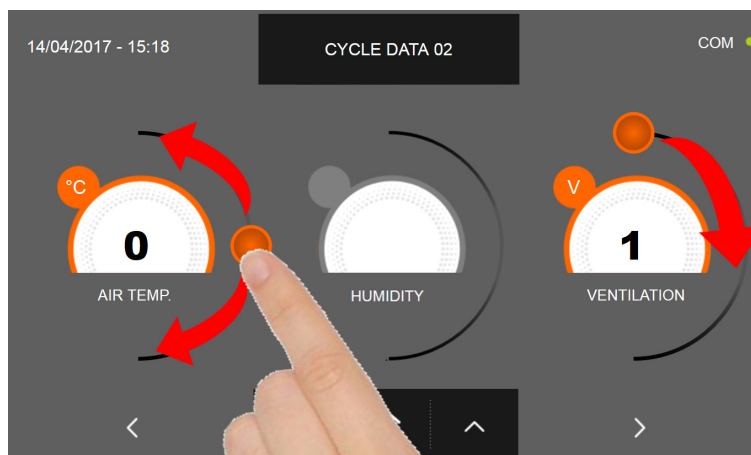 14/04/2017 - 15:18
CYCLE DATA 02
COM
°C
V
0
1
AIR TEMP.
HUMIDITY
VENTILATION